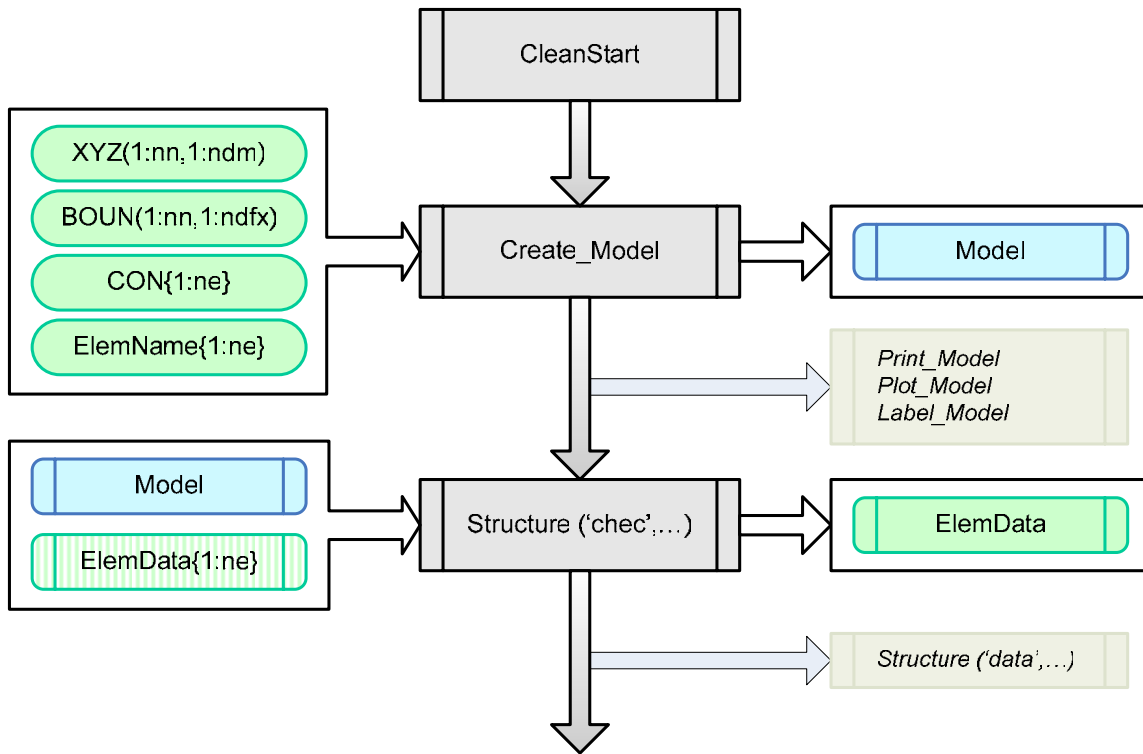 CleanStart
XYZ(1:nn,1:ndm)
BOUN(1:nn,1:ndfx)
CON{1:ne}
ElemName{1:ne}
Create_Model
Model
Print_Model
Plot_Model
Label_Model
Model
ElemData{1:ne}
Structure (‘chec’,…)
ElemData
Structure (‘data’,…)